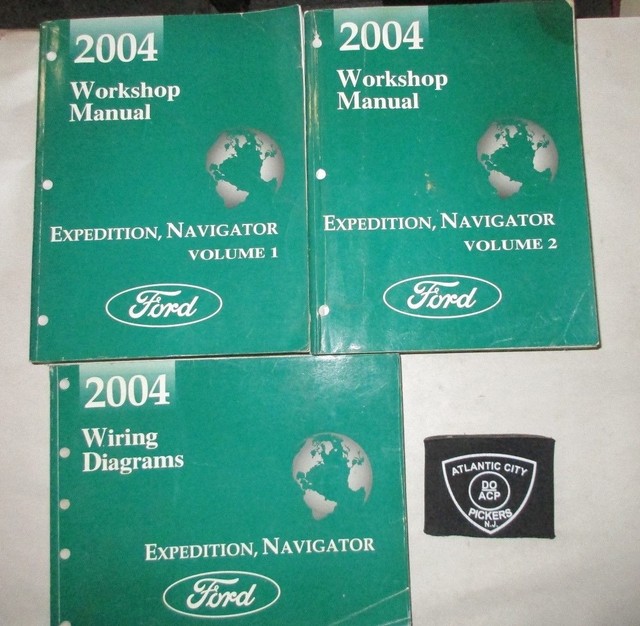 2004
Workshop
Manual
EXPEDITION, NAVIGATOR
VOLUME 1
Ford
2004
Workshop
Manual
EXPEDITION, NAVIGATOR
VOLUME 2
Ford
2004
Wiring
Diagrams
EXPEDITION, NAVIGATOR
Ford
ATLANTIC CITY
DO
ACP
PICKERS
N.J.